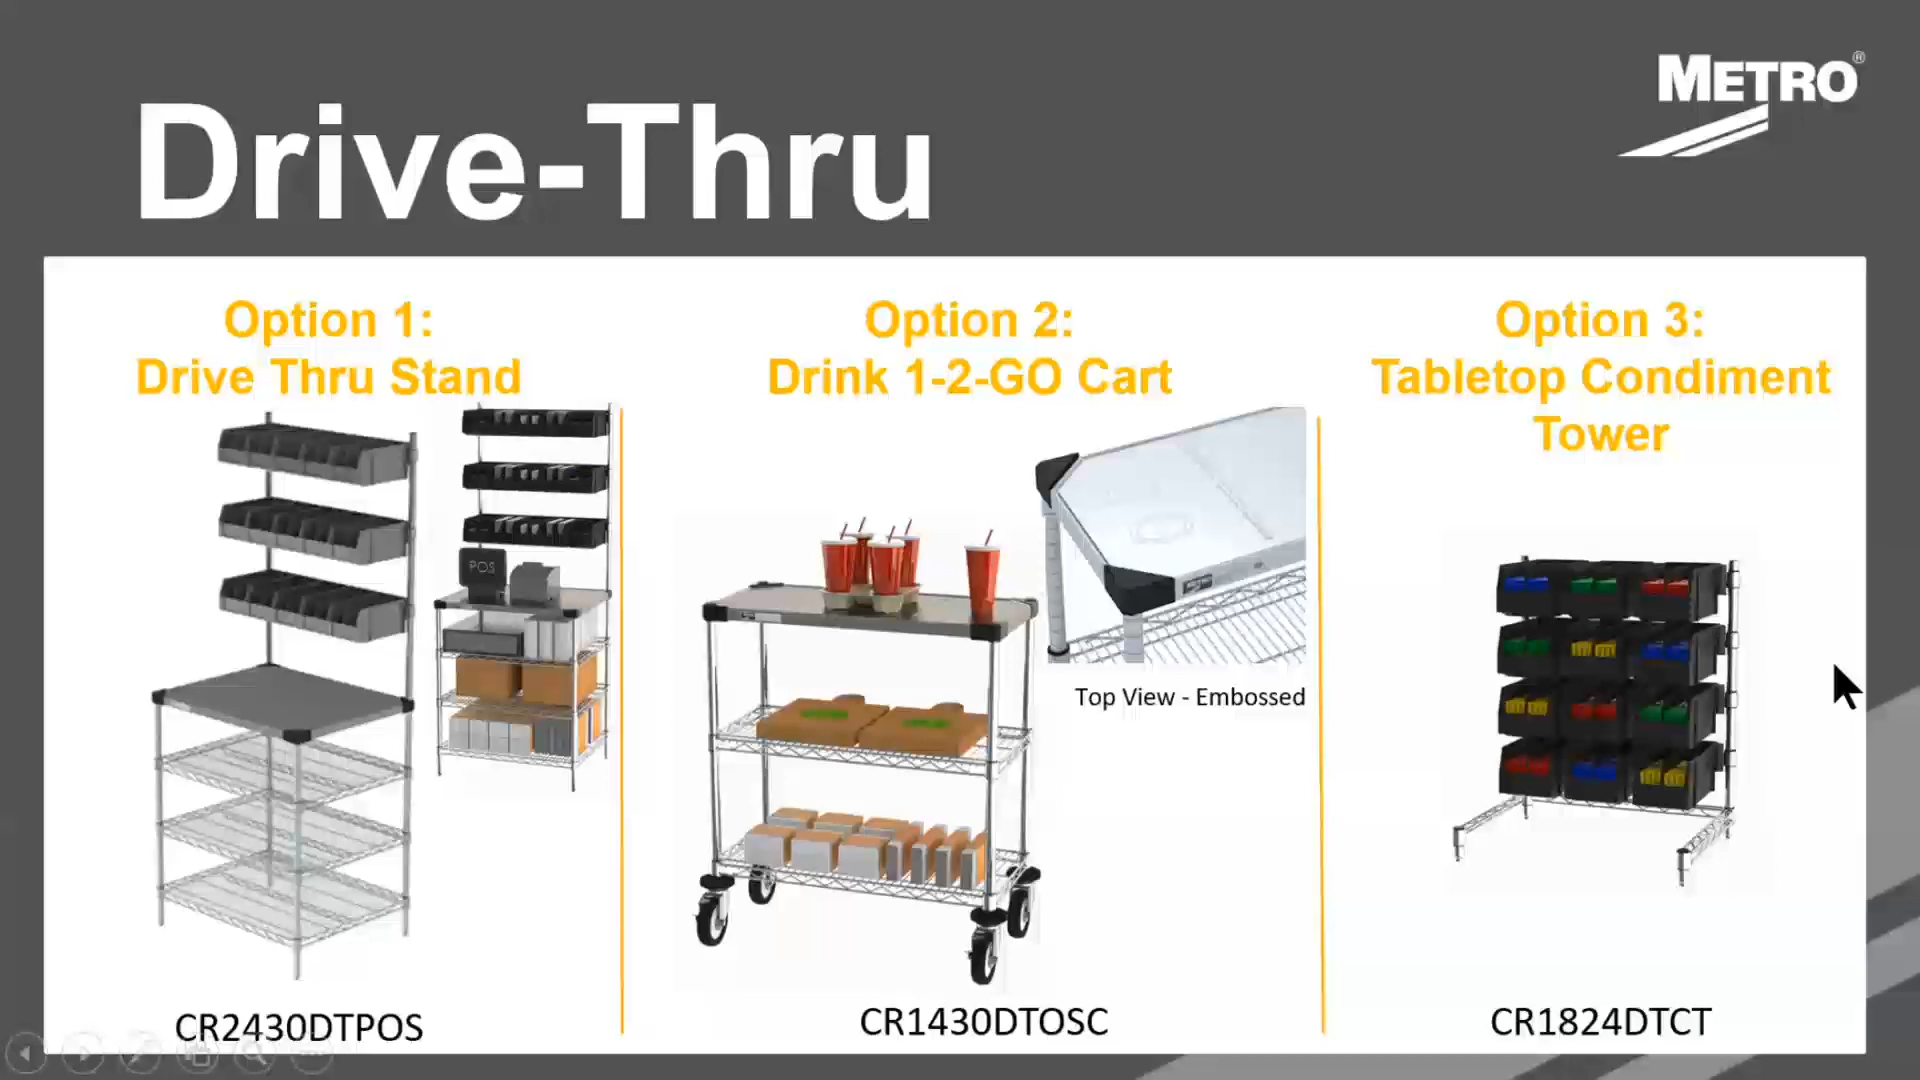 METRO®
Drive-Thru
Option 1:
Drive Thru Stand
Option 2:
Drink 1-2-GO Cart
Option 3:
Tabletop Condiment
Tower
POS
Top View - Embossed
CR2430DTPOS
CR1430DTOSC
CR1824DTCT